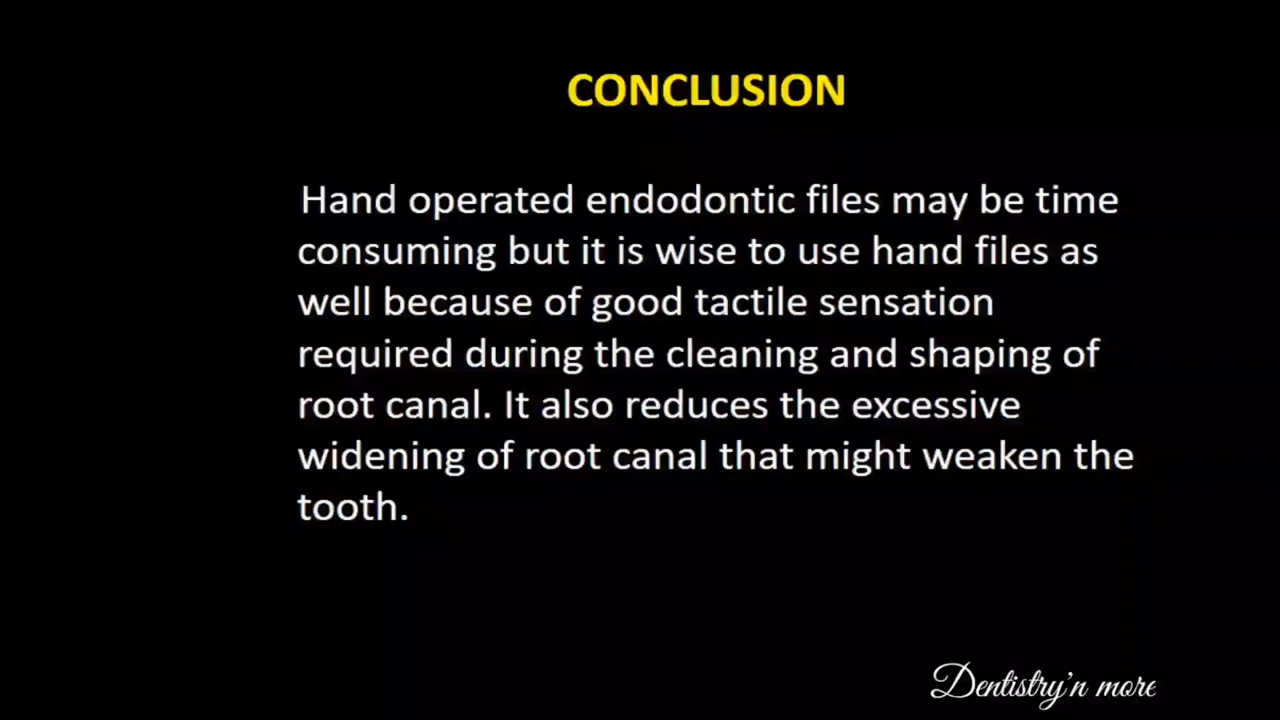 CONCLUSION
Hand operated endodontic files may be time
consuming but it is wise to use hand files as
well because of good tactile sensation
required during the cleaning and shaping of
root canal. It also reduces the excessive
widening of root canal that might weaken the
tooth.
Dentistry'n more